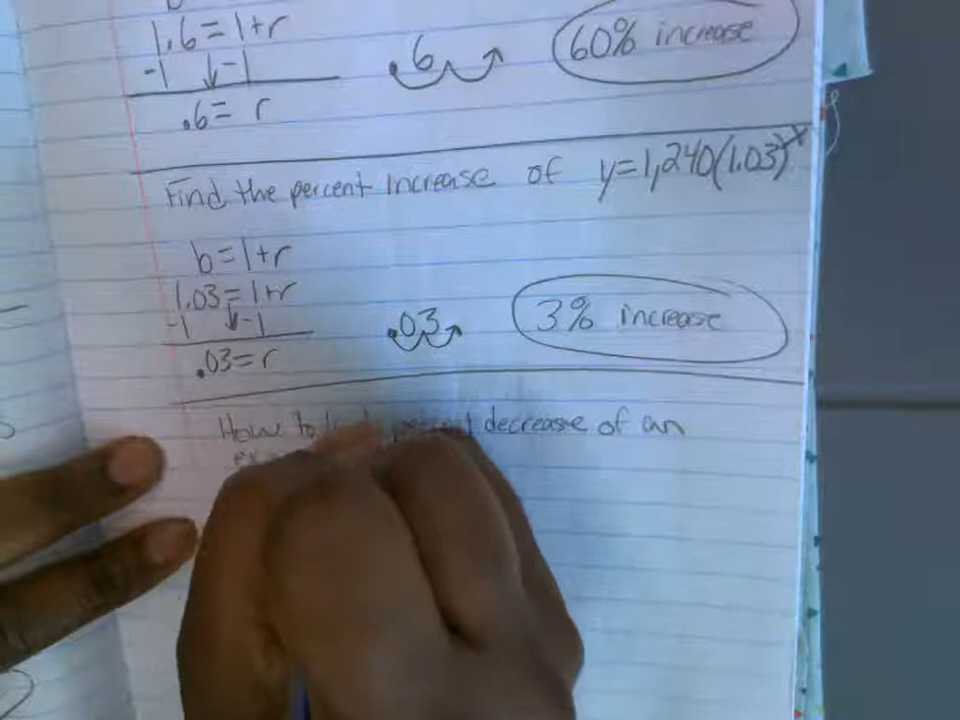 1.6 = 1+r
-1 -1
.6 = r
.6
60% increase
Find the percent increase of y=1,240(1.03)^x
b = 1+r
1.03 = 1+r
-1 -1
.03 = r
.03
3% increase
How to percent decrease of an